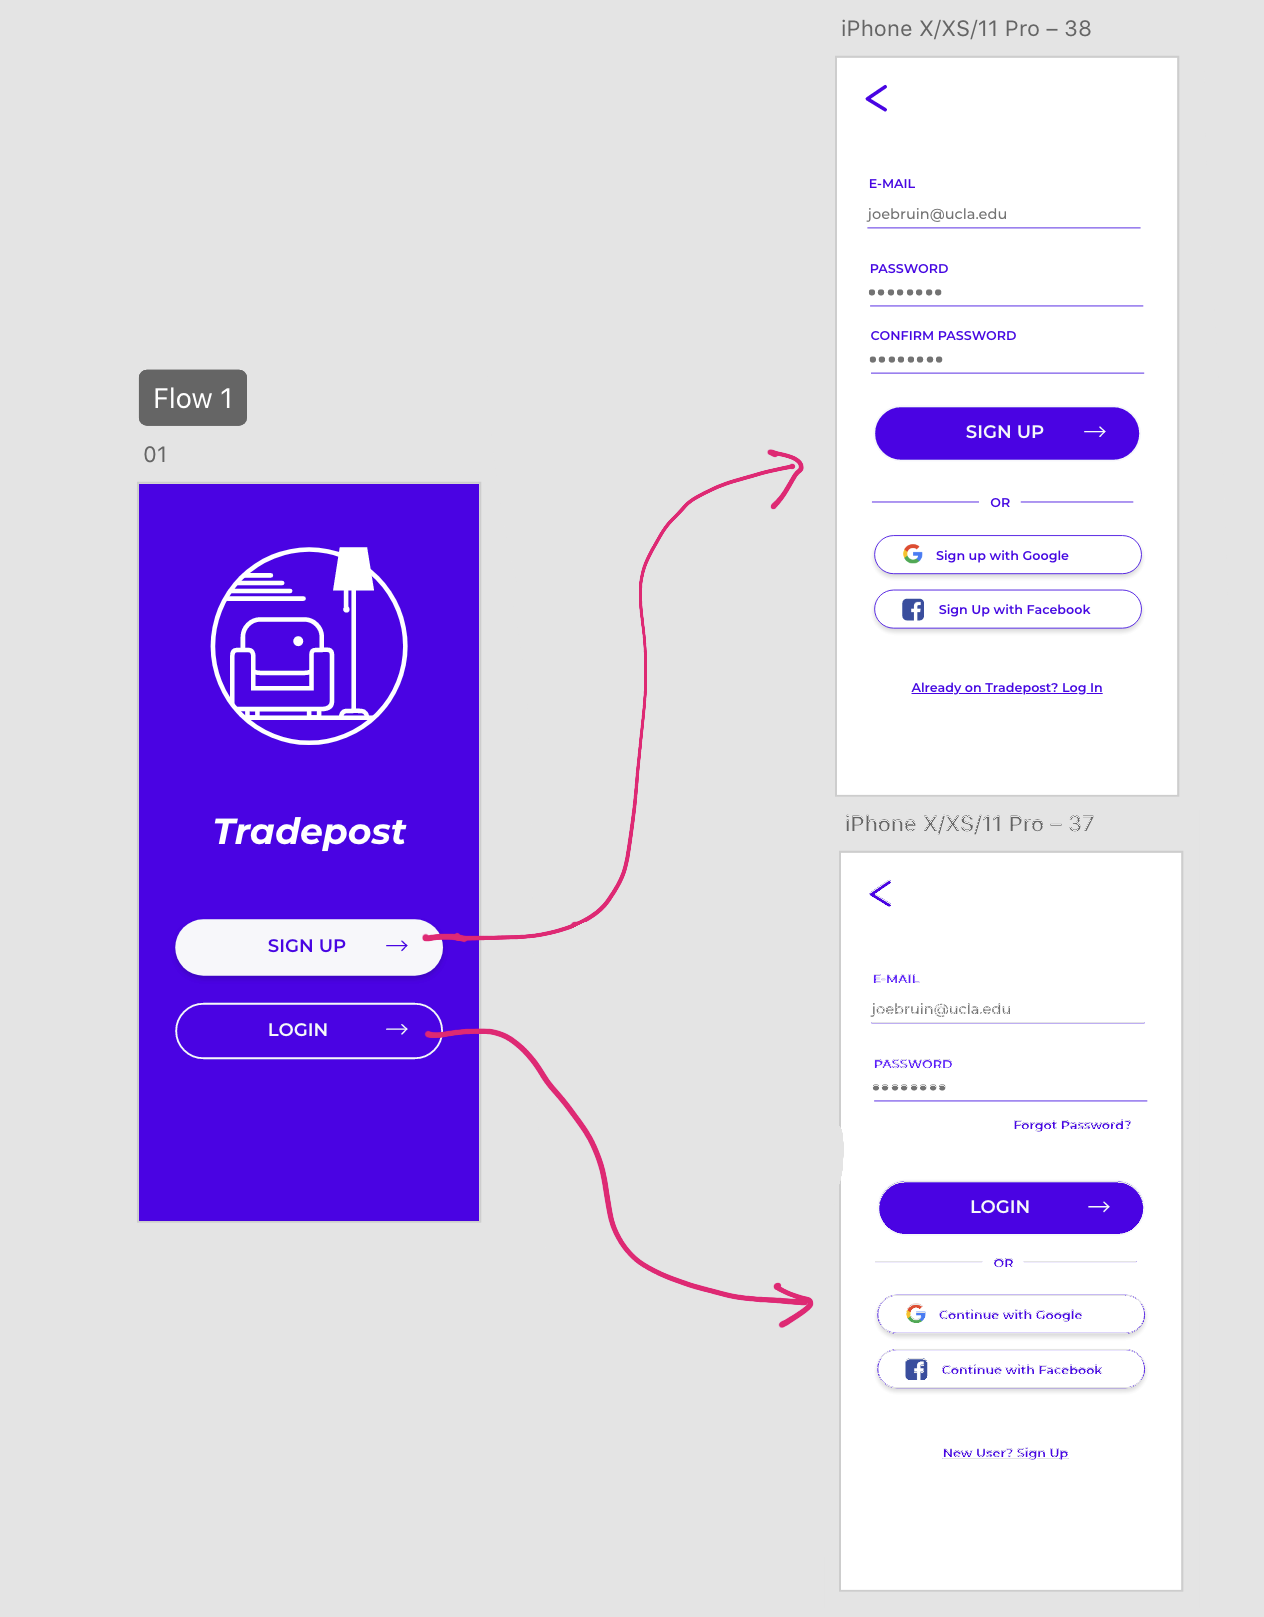 Flow 1
01
Tradepost
SIGN UP
LOGIN
iPhone X/XS/11 Pro – 38
E-MAIL
joebruin@ucla.edu
PASSWORD
CONFIRM PASSWORD
SIGN UP
OR
Sign up with Google
Sign Up with Facebook
Already on Tradepost? Log In
iPhone X/XS/11 Pro – 37
E-MAIL
joebruin@ucla.edu
PASSWORD
Forgot Password?
LOGIN
OR
Continue with Google
Continue with Facebook
New User? Sign Up